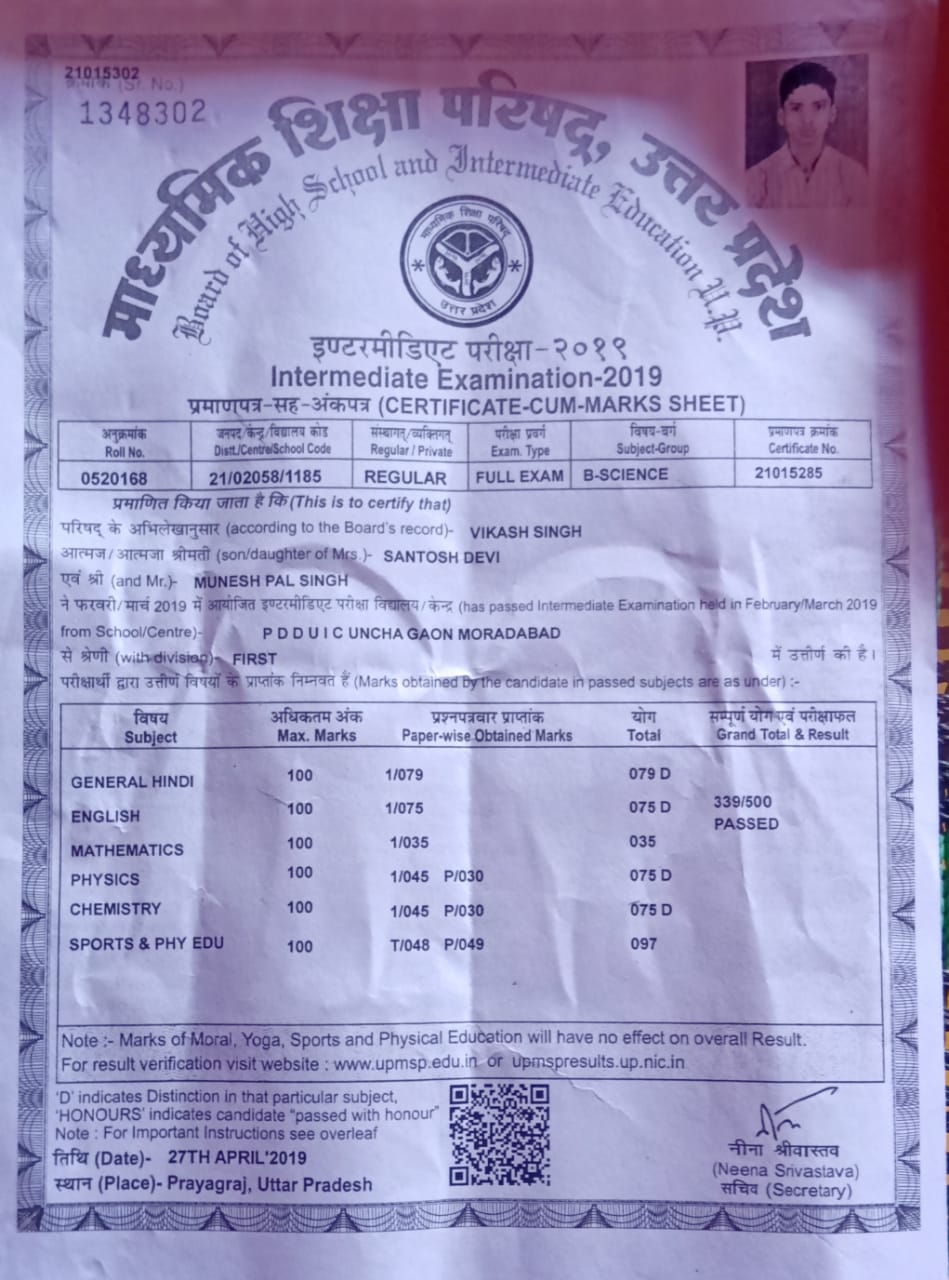 21015302
क्रमांक (Sr. No.)
1348302
माध्यमिक शिक्षा परिषद्, उत्तर प्रदेश
Board of High School and Intermediate Education U.P.
माध्यमिक शिक्षा परिषद्
उत्तर प्रदेश
इण्टरमीडिएट परीक्षा-२०१९
Intermediate Examination-2019
प्रमाणपत्र-सह-अंकपत्र (CERTIFICATE-CUM-MARKS SHEET)
अनुक्रमांक जनपद/केन्द्र/विद्यालय कोड संस्थागत/व्यक्तिगत परीक्षा प्रवर्ग विषय-वर्ग प्रमाणपत्र क्रमांक
Roll No. Distt./Centre/School Code Regular / Private Exam. Type Subject-Group Certificate No.
0520168 21/02058/1185 REGULAR FULL EXAM B-SCIENCE 21015285
प्रमाणित किया जाता है कि (This is to certify that)
परिषद् के अभिलेखानुसार (according to the Board's record)- VIKASH SINGH
आत्मज/आत्मजा श्रीमती (son/daughter of Mrs.)- SANTOSH DEVI
एवं श्री (and Mr.)- MUNESH PAL SINGH
ने फरवरी/मार्च 2019 में आयोजित इण्टरमीडिएट परीक्षा विद्यालय/केन्द्र (has passed Intermediate Examination held in February/March 2019
from School/Centre)- P D D U I C UNCHA GAON MORADABAD
से श्रेणी (with division)- FIRST में उत्तीर्ण की है।
परीक्षार्थी द्वारा उत्तीर्ण विषयों के प्राप्तांक निम्नवत हैं (Marks obtained by the candidate in passed subjects are as under) :-
विषय अधिकतम अंक प्रश्नपत्रवार प्राप्तांक योग सम्पूर्ण योग एवं परीक्षाफल
Subject Max. Marks Paper-wise Obtained Marks Total Grand Total & Result
GENERAL HINDI 100 1/079 079 D
ENGLISH 100 1/075 075 D 339/500
PASSED
MATHEMATICS 100 1/035 035
PHYSICS 100 1/045 P/030 075 D
CHEMISTRY 100 1/045 P/030 075 D
SPORTS & PHY EDU 100 T/048 P/049 097
Note :- Marks of Moral, Yoga, Sports and Physical Education will have no effect on overall Result.
For result verification visit website : www.upmsp.edu.in or upmspresults.up.nic.in
'D' indicates Distinction in that particular subject,
'HONOURS' indicates candidate "passed with honour"
Note : For Important Instructions see overleaf
तिथि (Date)- 27TH APRIL'2019
स्थान (Place)- Prayagraj, Uttar Pradesh
नीना श्रीवास्तव
(Neena Srivastava)
सचिव (Secretary)